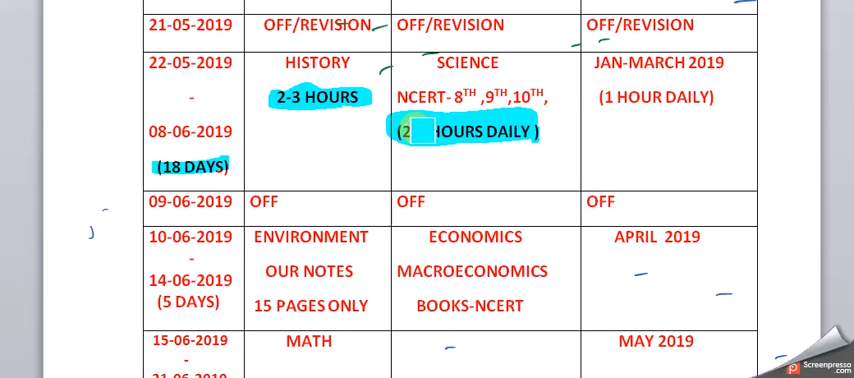 21-05-2019 OFF/REVISION OFF/REVISION OFF/REVISION
22-05-2019 HISTORY SCIENCE JAN-MARCH 2019
- 2-3 HOURS NCERT- 8TH ,9TH,10TH, (1 HOUR DAILY)
08-06-2019 (2 HOURS DAILY )
(18 DAYS)
09-06-2019 OFF OFF OFF
10-06-2019 ENVIRONMENT ECONOMICS APRIL 2019
- OUR NOTES MACROECONOMICS
14-06-2019
(5 DAYS) 15 PAGES ONLY BOOKS-NCERT
15-06-2019 MATH MAY 2019
-
Screenpresso
.com